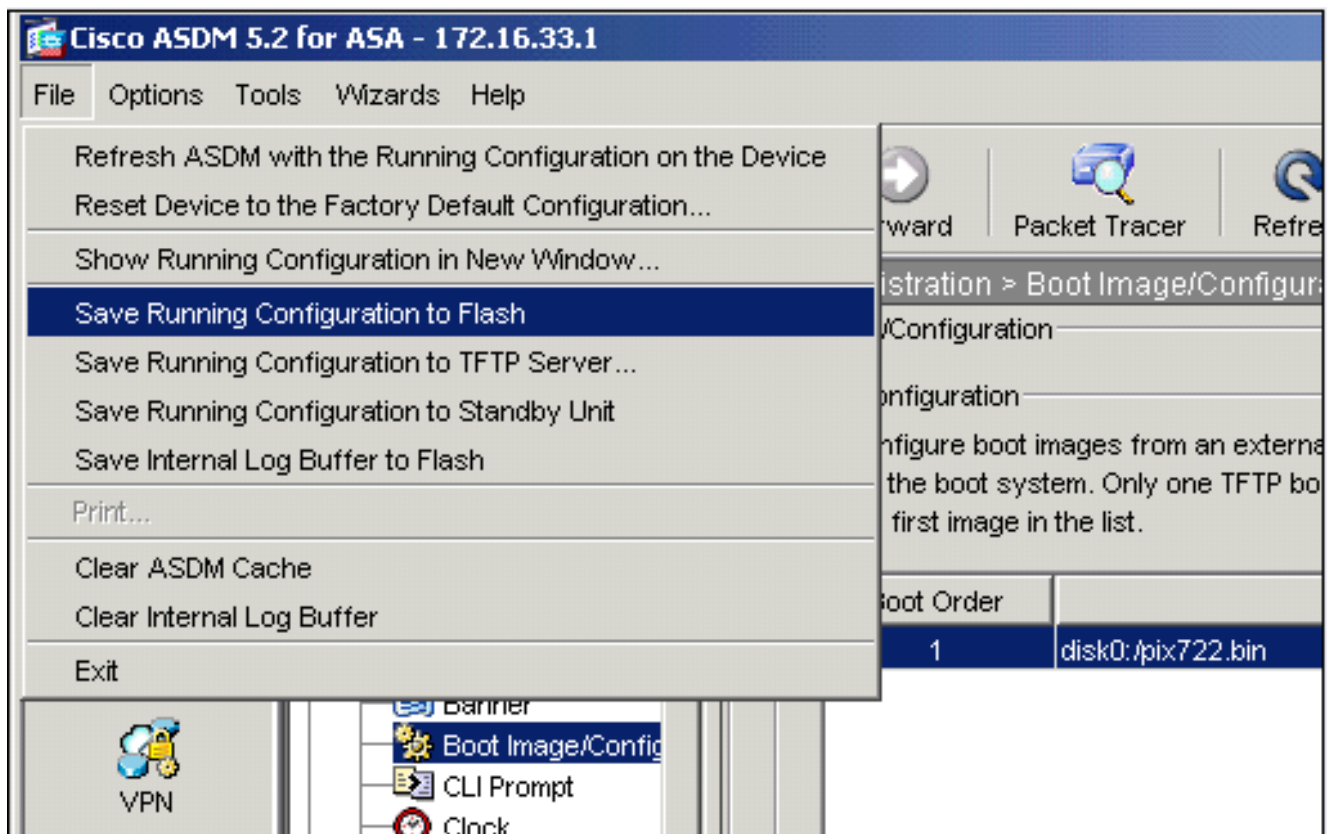 Cisco ASDM 5.2 for ASA - 172.16.33.1
File Options Tools Wizards Help
Refresh ASDM with the Running Configuration on the Device
Reset Device to the Factory Default Configuration...
Show Running Configuration in New Window...
Save Running Configuration to Flash
Save Running Configuration to TFTP Server...
Save Running Configuration to Standby Unit
Save Internal Log Buffer to Flash
Print...
Clear ASDM Cache
Clear Internal Log Buffer
Exit
ward Packet Tracer Refre
istration > Boot Image/Configur
/Configuration
onfiguration
nfigure boot images from an externa
the boot system. Only one TFTP bo
first image in the list.
Boot Order
1 disk0:/pix722.bin
Banner
Boot Image/Config
CLI Prompt
Clock
VPN